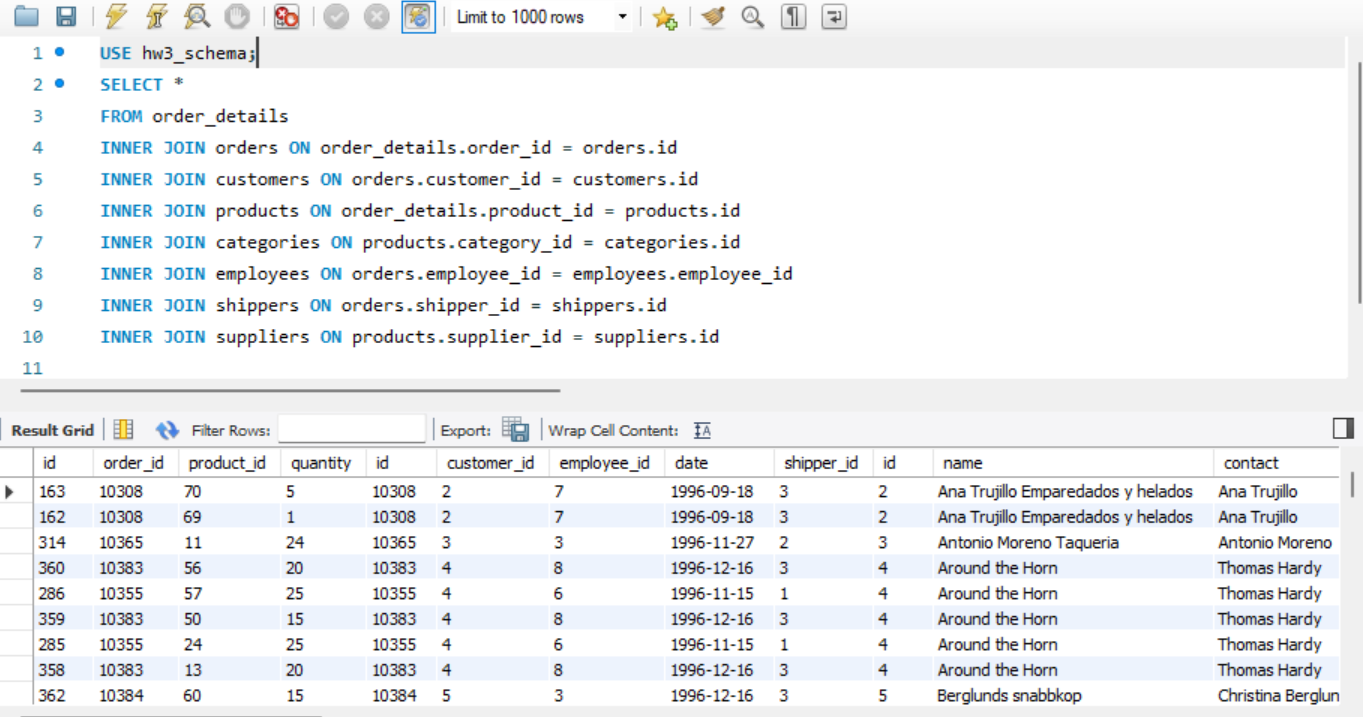 Limit to 1000 rows
1 USE hw3_schema;
2 SELECT *
3 FROM order_details
4 INNER JOIN orders ON order_details.order_id = orders.id
5 INNER JOIN customers ON orders.customer_id = customers.id
6 INNER JOIN products ON order_details.product_id = products.id
7 INNER JOIN categories ON products.category_id = categories.id
8 INNER JOIN employees ON orders.employee_id = employees.employee_id
9 INNER JOIN shippers ON orders.shipper_id = shippers.id
10 INNER JOIN suppliers ON products.supplier_id = suppliers.id
11
Result Grid Filter Rows: Export: Wrap Cell Content: IA
id order_id product_id quantity id customer_id employee_id date shipper_id id name contact
163 10308 70 5 10308 2 7 1996-09-18 3 2 Ana Trujillo Emparedados y helados Ana Trujillo
162 10308 69 1 10308 2 7 1996-09-18 3 2 Ana Trujillo Emparedados y helados Ana Trujillo
314 10365 11 24 10365 3 3 1996-11-27 2 3 Antonio Moreno Taqueria Antonio Moreno
360 10383 56 20 10383 4 8 1996-12-16 3 4 Around the Horn Thomas Hardy
286 10355 57 25 10355 4 6 1996-11-15 1 4 Around the Horn Thomas Hardy
359 10383 50 15 10383 4 8 1996-12-16 3 4 Around the Horn Thomas Hardy
285 10355 24 25 10355 4 6 1996-11-15 1 4 Around the Horn Thomas Hardy
358 10383 13 20 10383 4 8 1996-12-16 3 4 Around the Horn Thomas Hardy
362 10384 60 15 10384 5 3 1996-12-16 3 5 Berglunds snabbkop Christina Berglun